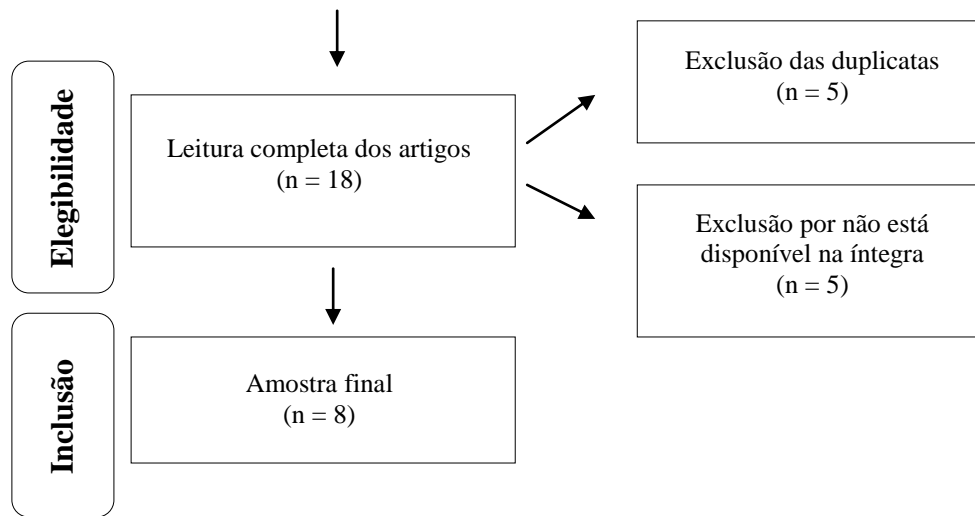 Elegibilidade
Leitura completa dos artigos
(n = 18)
Exclusão das duplicatas
(n = 5)
Exclusão por não está
disponível na íntegra
(n = 5)
Inclusão
Amostra final
(n = 8)